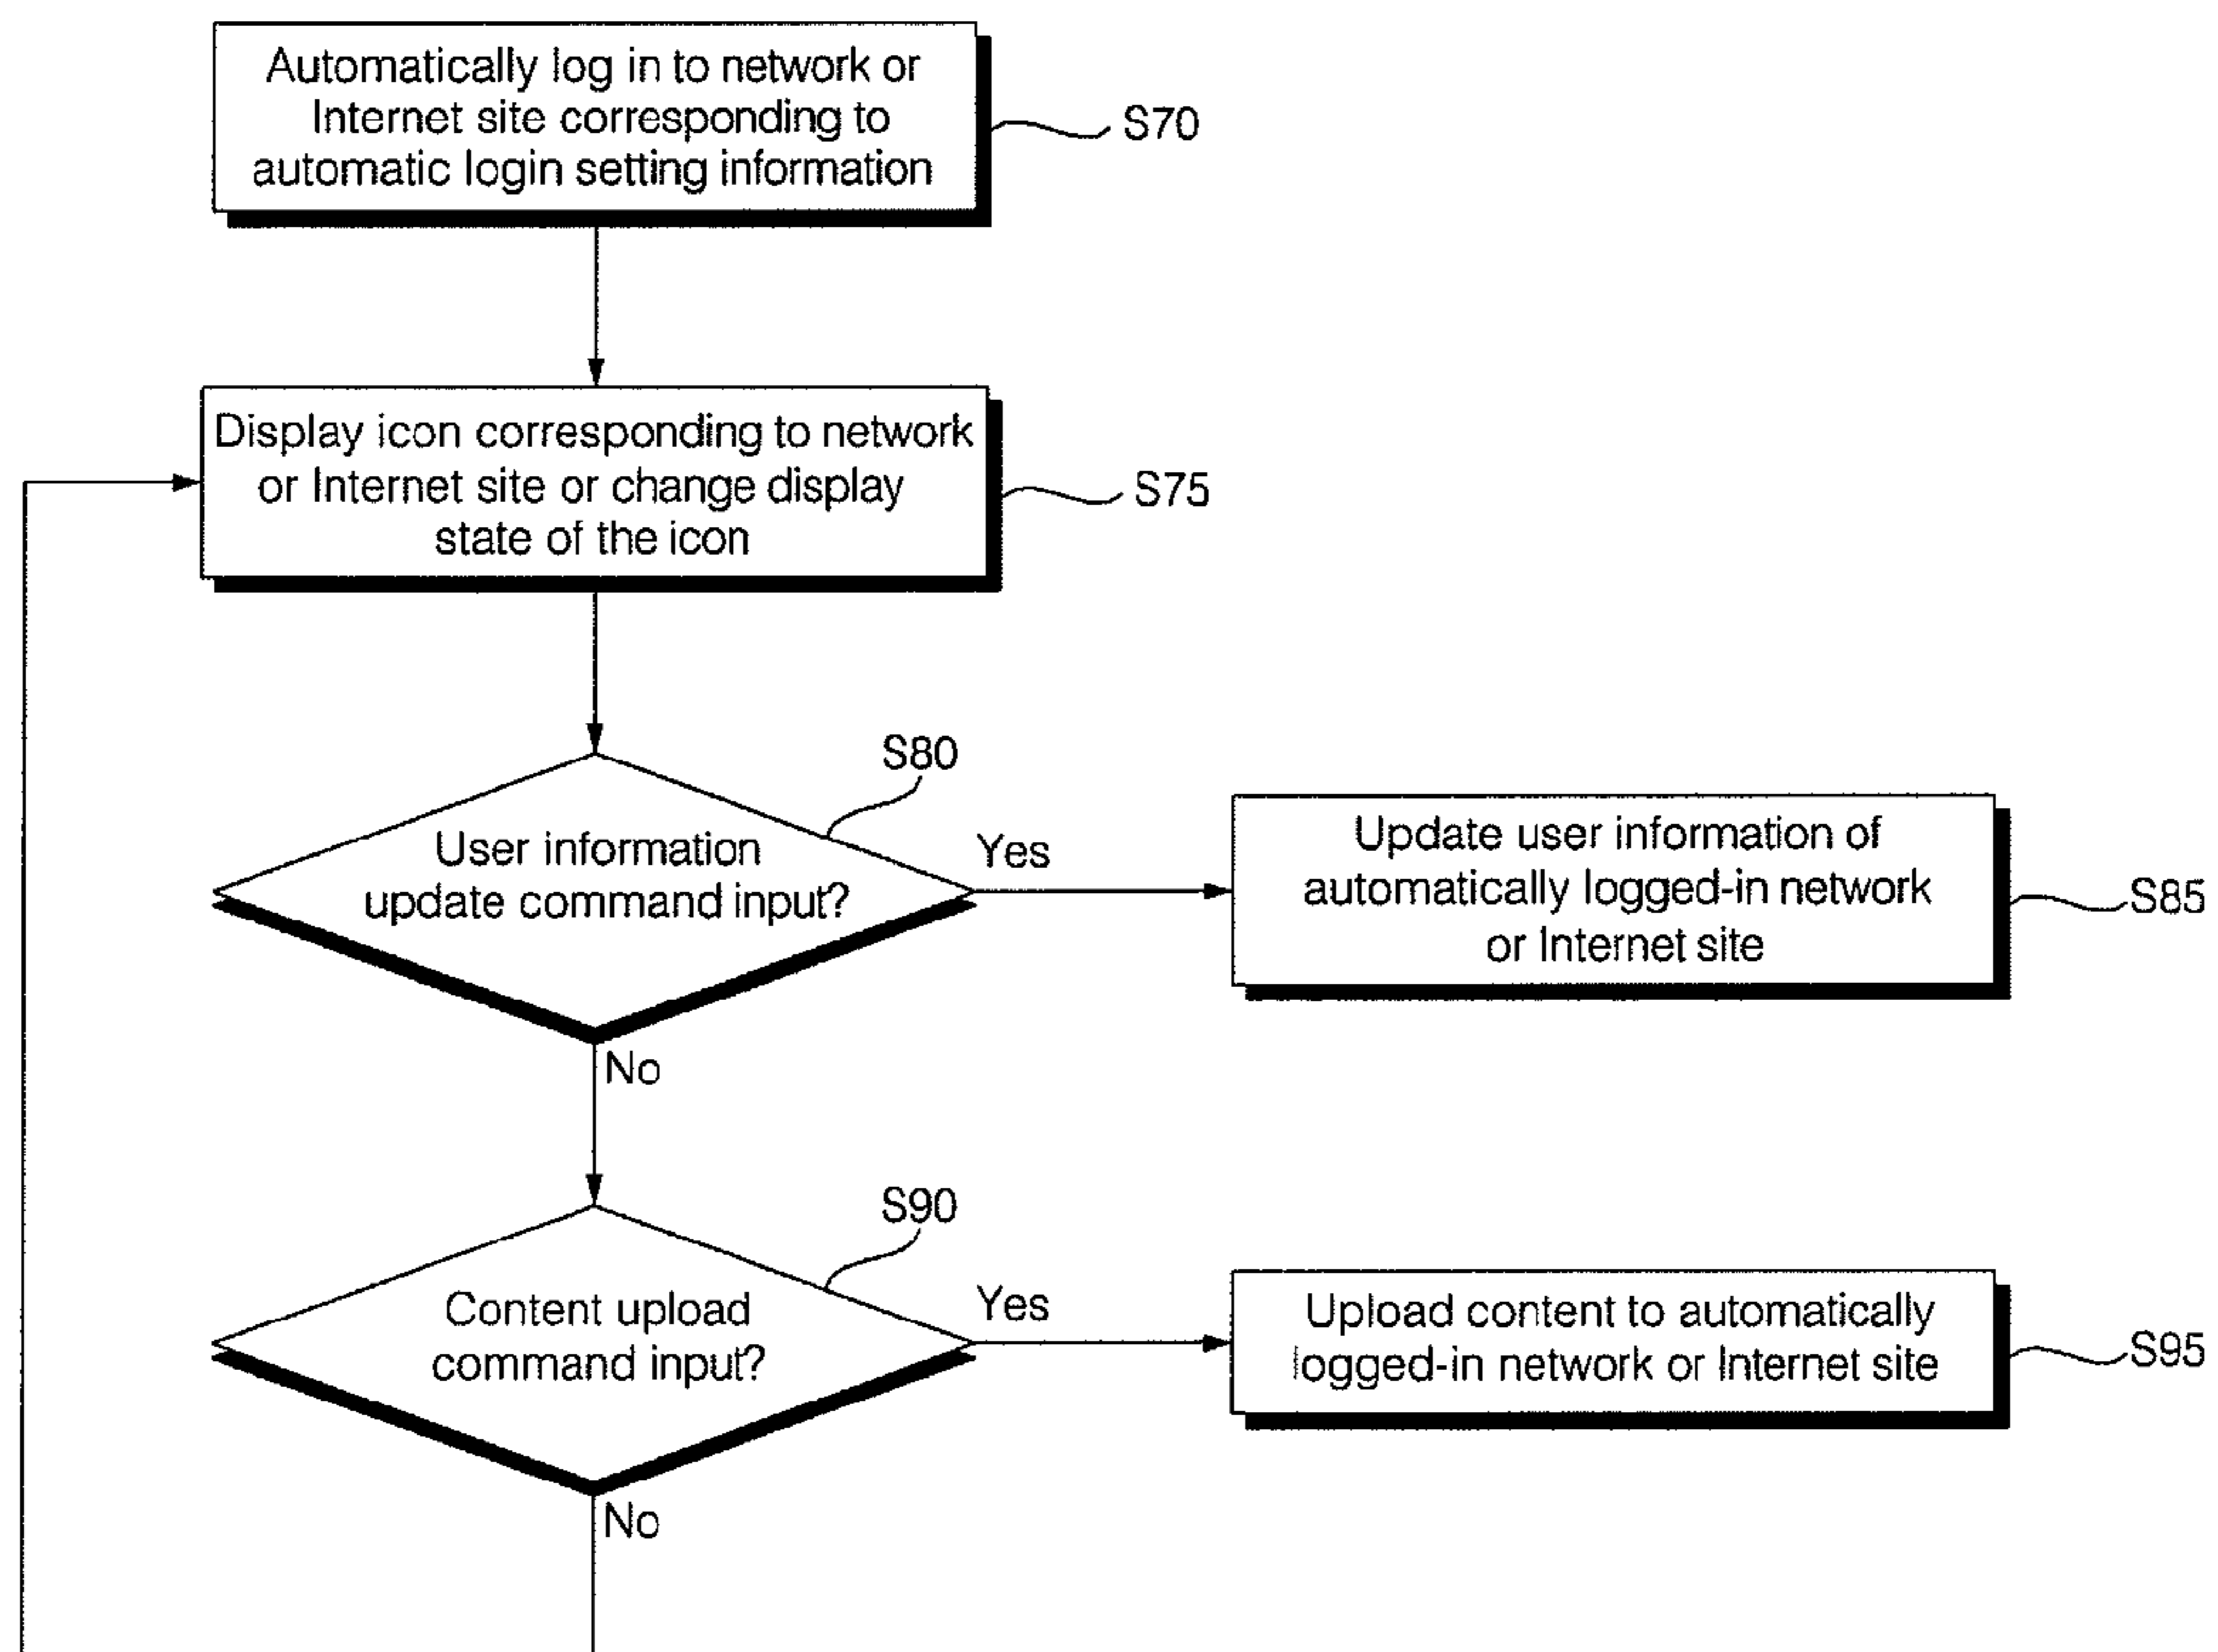 Automatically log in to network or
Internet site corresponding to
automatic login setting information
S70
Display icon corresponding to network
or Internet site or change display
state of the icon
S75
S80
User information
update command input?
Yes
Update user information of
automatically logged-in network
or Internet site
S85
No
S90
Content upload
command input?
Yes
Upload content to automatically
logged-in network or Internet site
S95
No